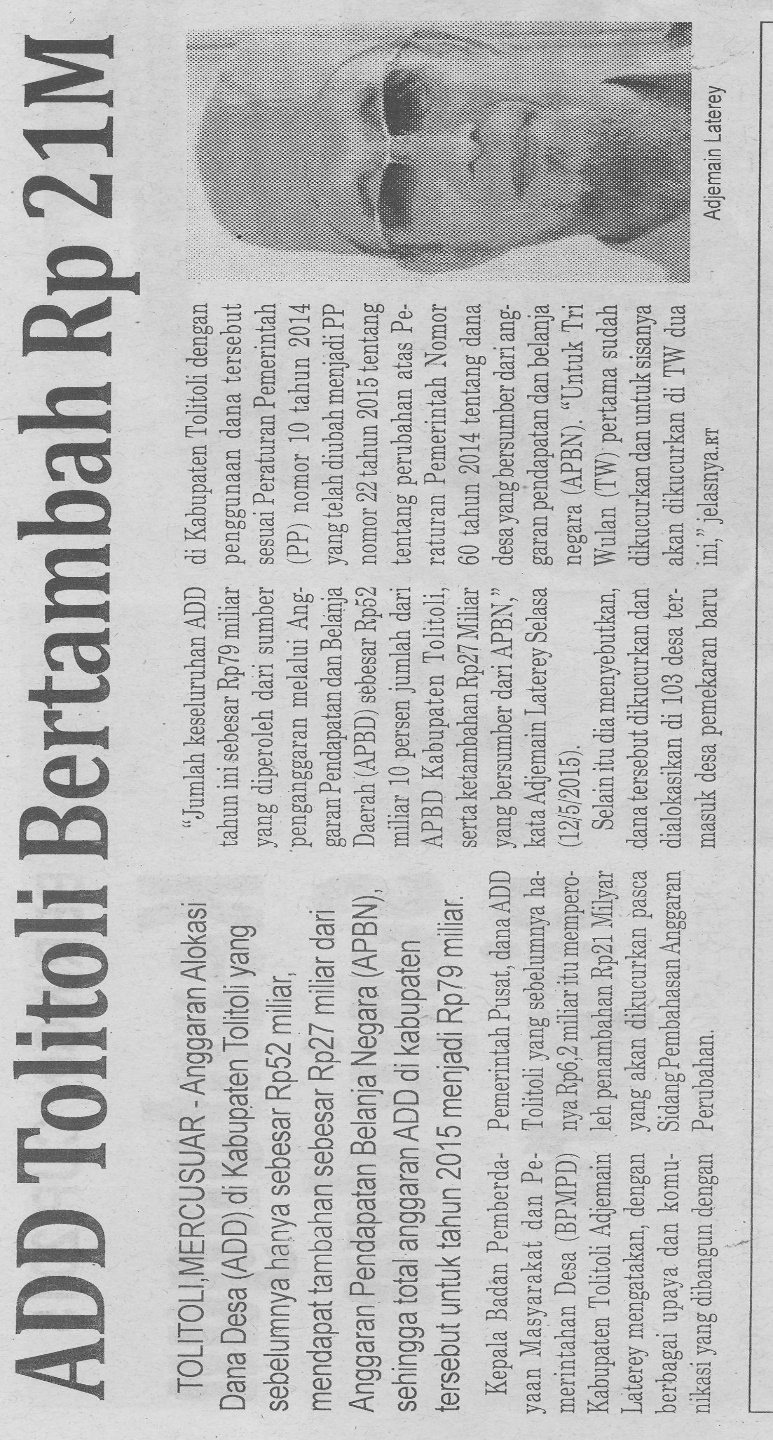 ADD Tolitoli Bertambah Rp 21M
TOLITOLI,MERCUSUAR - Anggaran Alokasi
Dana Desa (ADD) di Kabupaten Tolitoli yang
sebelumnya hanya sebesar Rp52 miliar,
mendapat tambahan sebesar Rp27 miliar dari
Anggaran Pendapatan Belanja Negara (APBN),
sehingga total anggaran ADD di kabupaten
tersebut untuk tahun 2015 menjadi Rp79 miliar.
Kepala Badan Pemberda-
yaan Masyarakat dan Pe-
merintahan Desa (BPMPD)
Kabupaten Tolitoli Adjemain
Laterey mengatakan, dengan
berbagai upaya dan komu-
nikasi yang dibangun dengan
Pemerintah Pusat, dana ADD
Tolitoli yang sebelumnya ha-
nya Rp6,2 miliar itu mempero-
leh penambahan Rp21 Milyar
yang akan dikucurkan pasca
Sidang Pembahasan Anggaran
Perubahan.
"Jumlah keseluruhan ADD
tahun ini sebesar Rp79 miliar
yang diperoleh dari sumber
penganggaran melalui Ang-
garan Pendapatan dan Belanja
Daerah (APBD) sebesar Rp52
miliar 10 persen jumlah dari
APBD Kabupaten Tolitoli,
serta ketambahan Rp27 Miliar
yang bersumber dari APBN,"
kata Adjemain Laterey Selasa
(12/5/2015).
Selain itu dia menyebutkan,
dana tersebut dikucurkan dan
dialokasikan di 103 desa ter-
masuk desa pemekaran baru
di Kabupaten Tolitoli dengan
penggunaan dana tersebut
sesuai Peraturan Pemerintah
(PP) nomor 10 tahun 2014
yang telah diubah menjadi PP
nomor 22 tahun 2015 tentang
tentang perubahan atas Pe-
raturan Pemerintah Nomor
60 tahun 2014 tentang dana
desa yang bersumber dari ang-
garan pendapatan dan belanja
negara (APBN). "Untuk Tri
Wulan (TW) pertama sudah
dikucurkan dan untuk sisanya
akan dikucurkan di TW dua
ini," jelasnya.RT
Adjemain Laterey